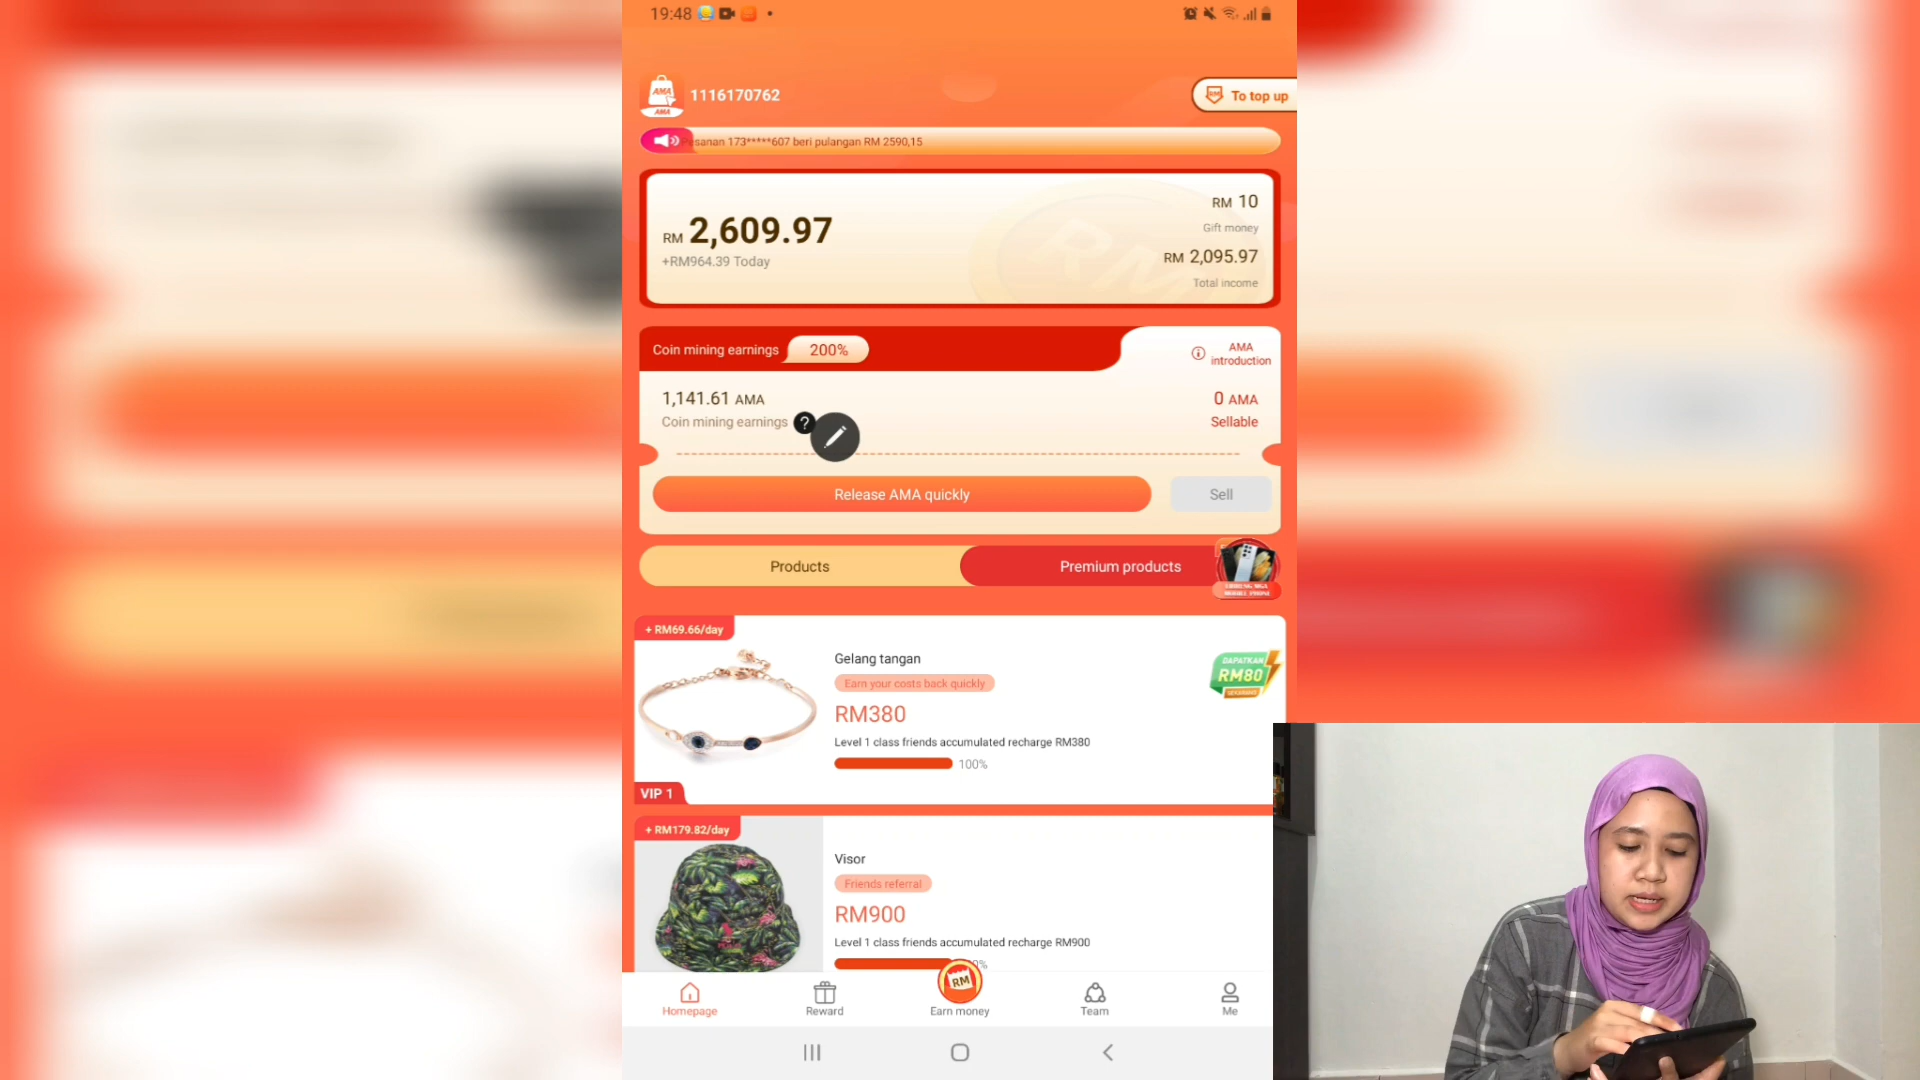 19:48
AMA
AMA
1116170762
To top up
esanan 173*****607 beri pulangan RM 2590,15
RM 2,609.97
+RM964.39 Today
RM 10
Gift money
RM 2,095.97
Total income
Coin mining earnings 200%
AMA
introduction
1,141.61 AMA
0 AMA
Coin mining earnings ?
Sellable
Release AMA quickly
Sell
Products
Premium products
+ RM69.66/day
Gelang tangan
Earn your costs back quickly
DAPATKAN
RM80
SEKARANG
RM380
Level 1 class friends accumulated recharge RM380
100%
VIP 1
+ RM179.82/day
Visor
Friends referral
RM900
Level 1 class friends accumulated recharge RM900
RM
Homepage
Reward
Earn money
Team
Me